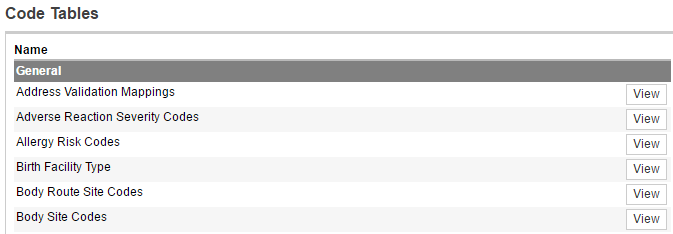 Code Tables
Name
General
Address Validation Mappings View
Adverse Reaction Severity Codes View
Allergy Risk Codes View
Birth Facility Type View
Body Route Site Codes View
Body Site Codes View